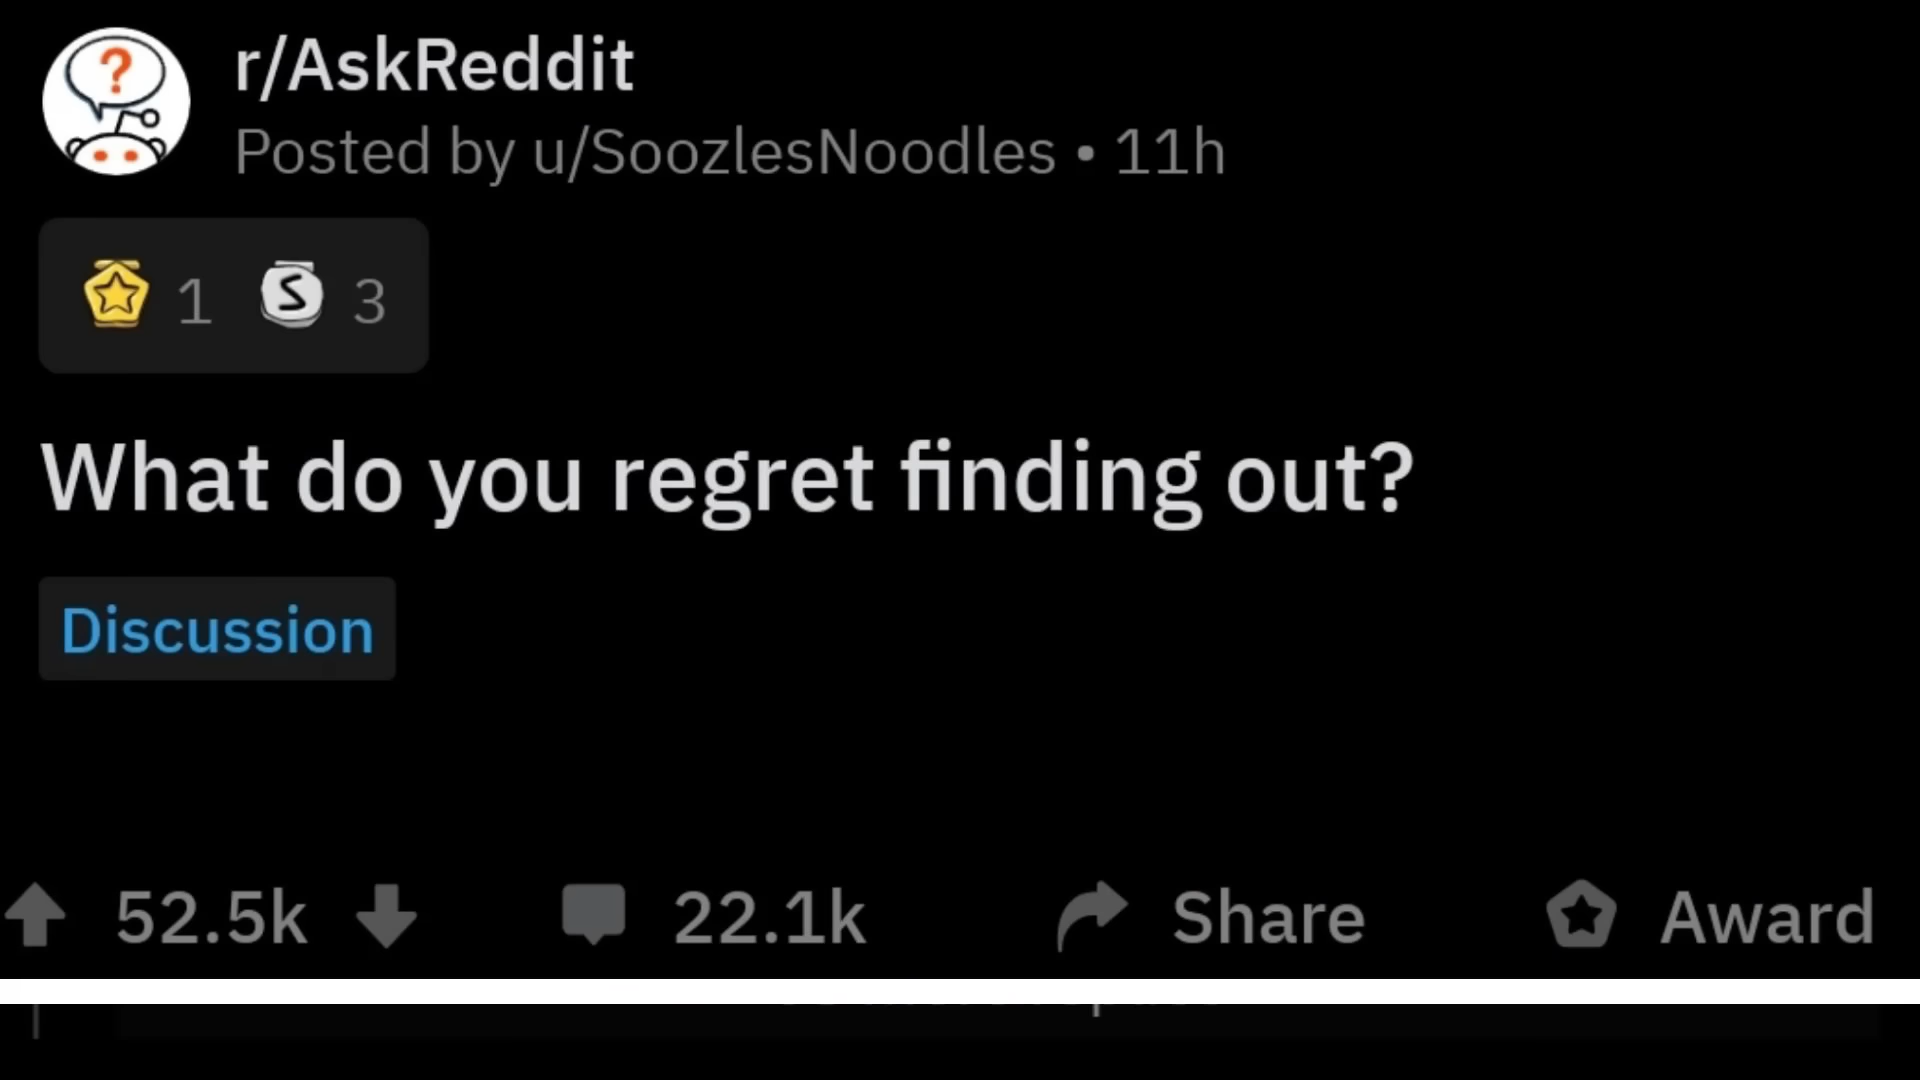 r/AskReddit
Posted by u/SoozlesNoodles • 11h
1 3
What do you regret finding out?
Discussion
52.5k 22.1k Share Award